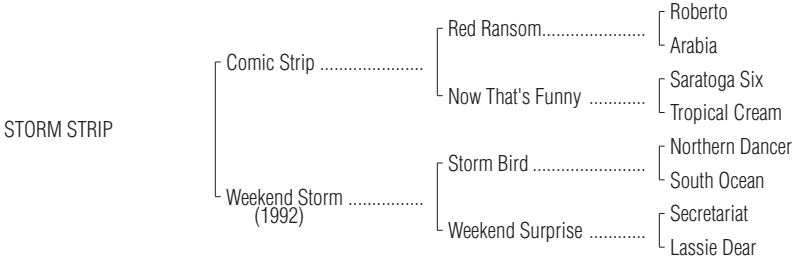 Roberto
Red Ransom......................
Arabia
Comic Strip ......................
Saratoga Six
Now That's Funny ............
Tropical Cream
STORM STRIP
Northern Dancer
Storm Bird ........................
South Ocean
Weekend Storm ................
(1992)
Secretariat
Weekend Surprise ............
Lassie Dear